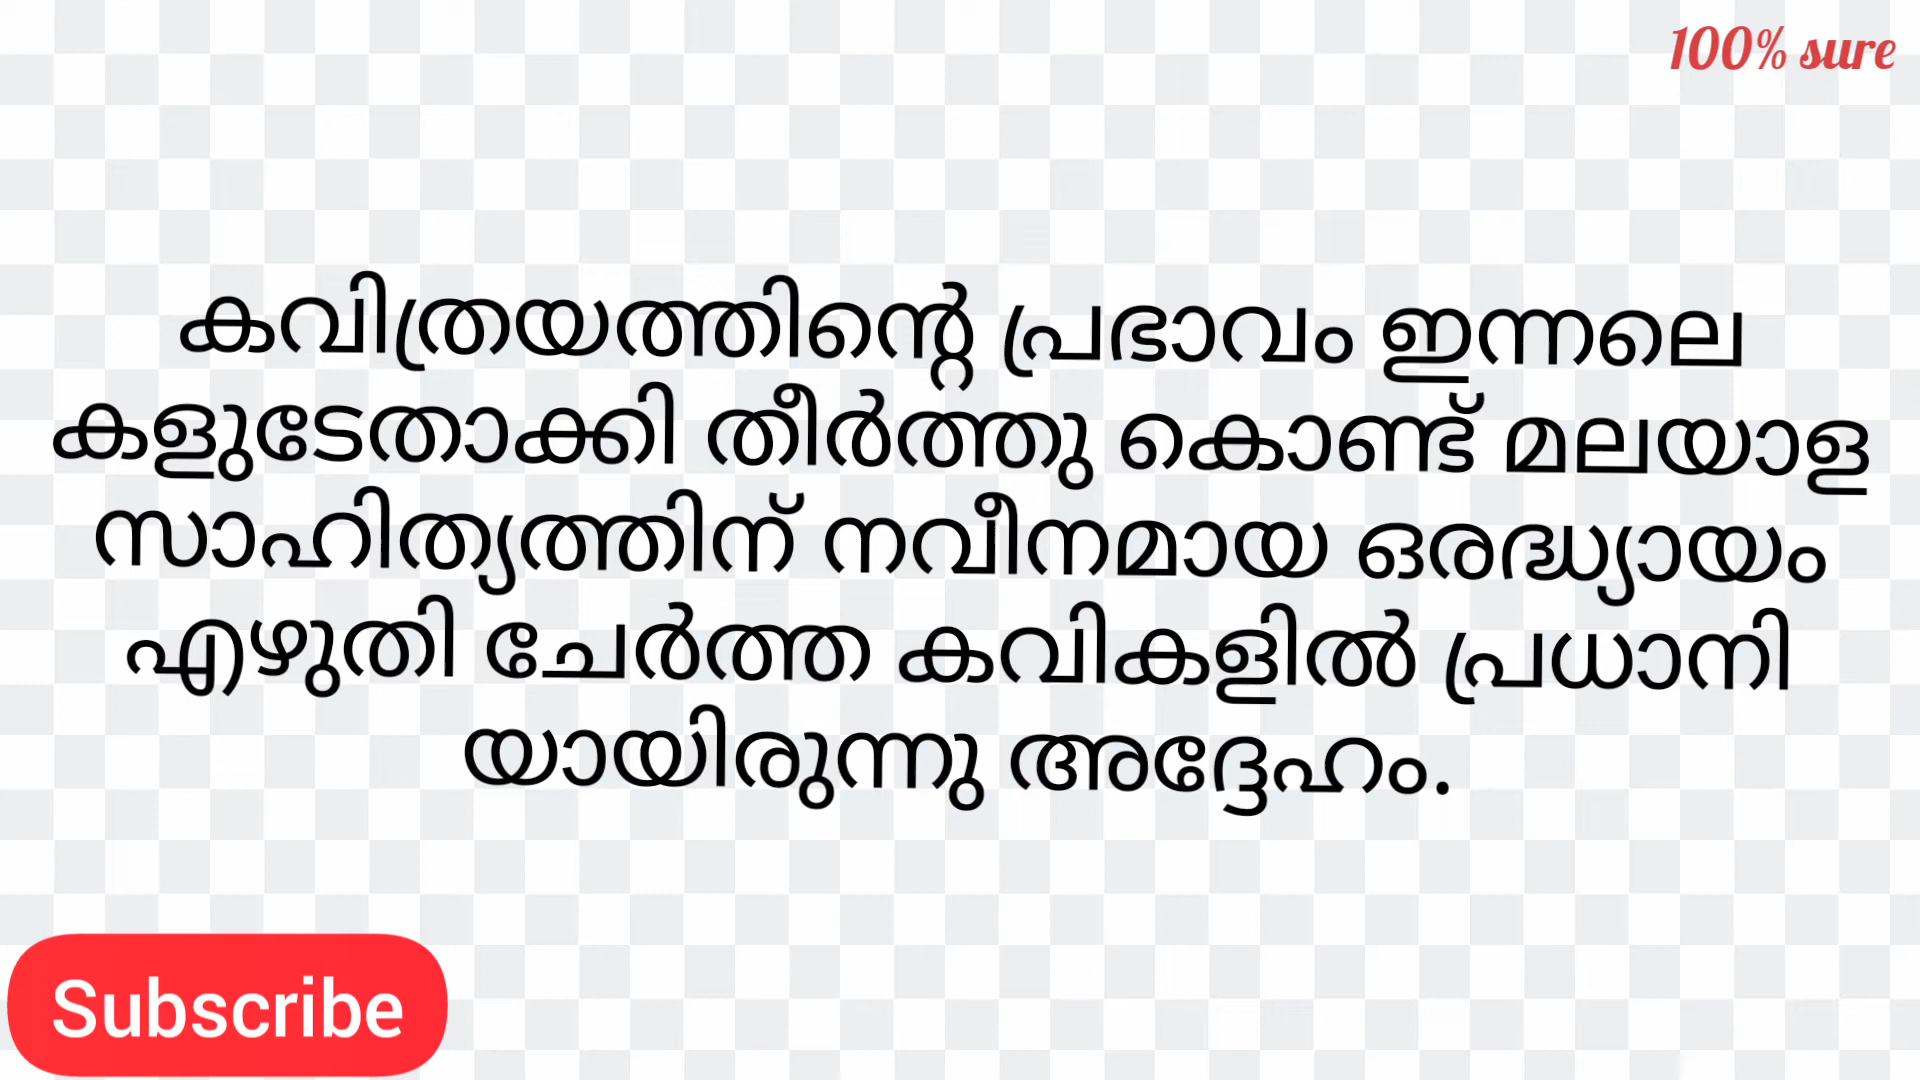 100% sure
കവിത്രയത്തിന്റെ പ്രഭാവം ഇന്നലെ
കളുടേതാക്കി തീർത്തു കൊണ്ട് മലയാള
സാഹിത്യത്തിന് നവീനമായ ഒരദ്ധ്യായം
എഴുതി ചേർത്ത കവികളിൽ പ്രധാനി
യായിരുന്നു അദ്ദേഹം.
Subscribe